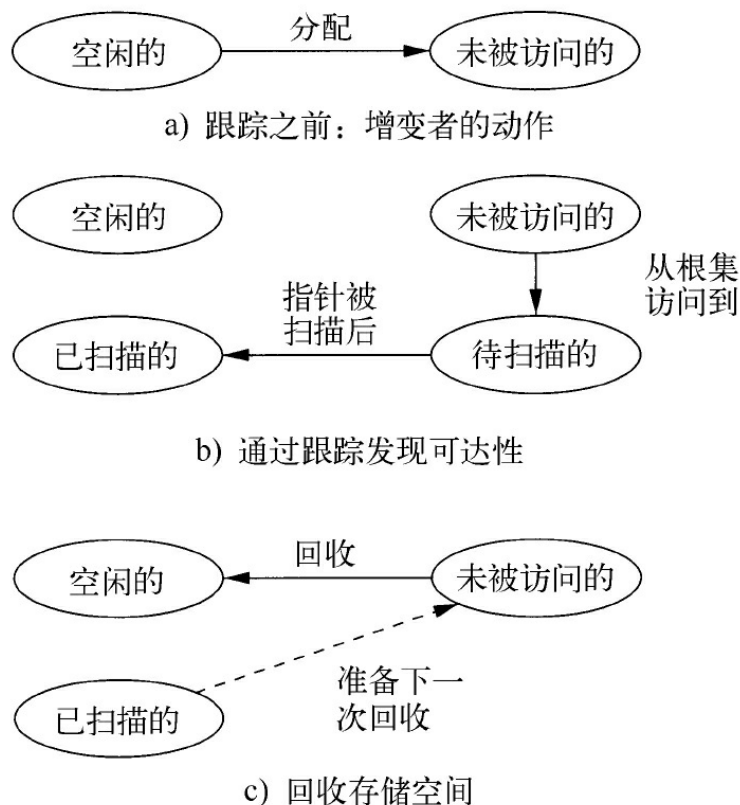 分配
空闲的
未被访问的
a) 跟踪之前：增变者的动作
空闲的
未被访问的
从根集
访问到
指针被
扫描后
已扫描的
待扫描的
b) 通过跟踪发现可达性
回收
空闲的
未被访问的
准备下一
次回收
已扫描的
c) 回收存储空间